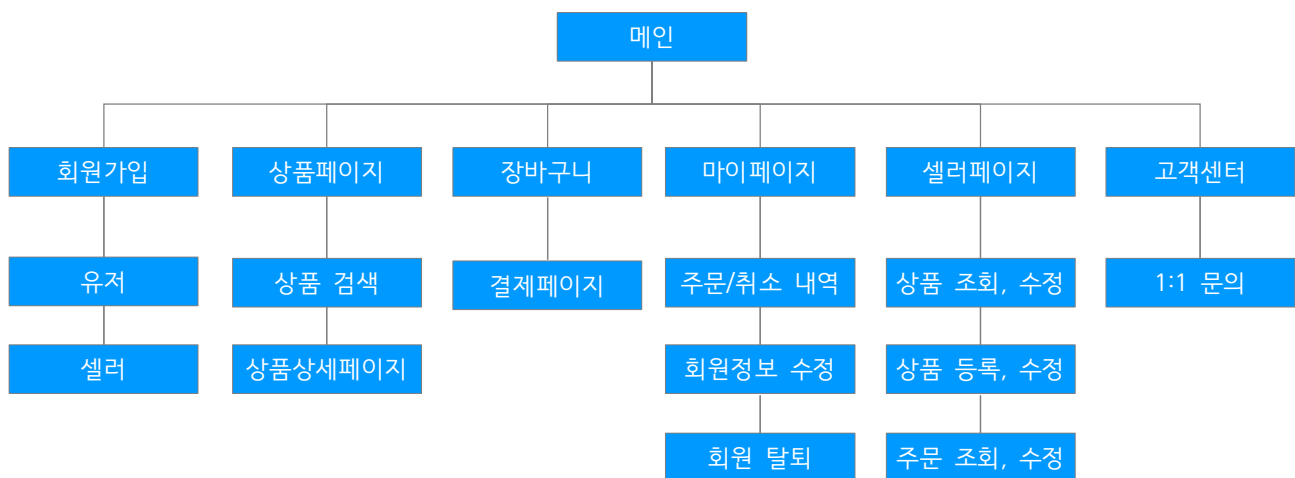 메인
회원가입
상품페이지
장바구니
마이페이지
셀러페이지
고객센터
유저
상품 검색
결제페이지
주문/취소 내역
상품 조회, 수정
1:1 문의
셀러
상품상세페이지
회원정보 수정
상품 등록, 수정
회원 탈퇴
주문 조회, 수정